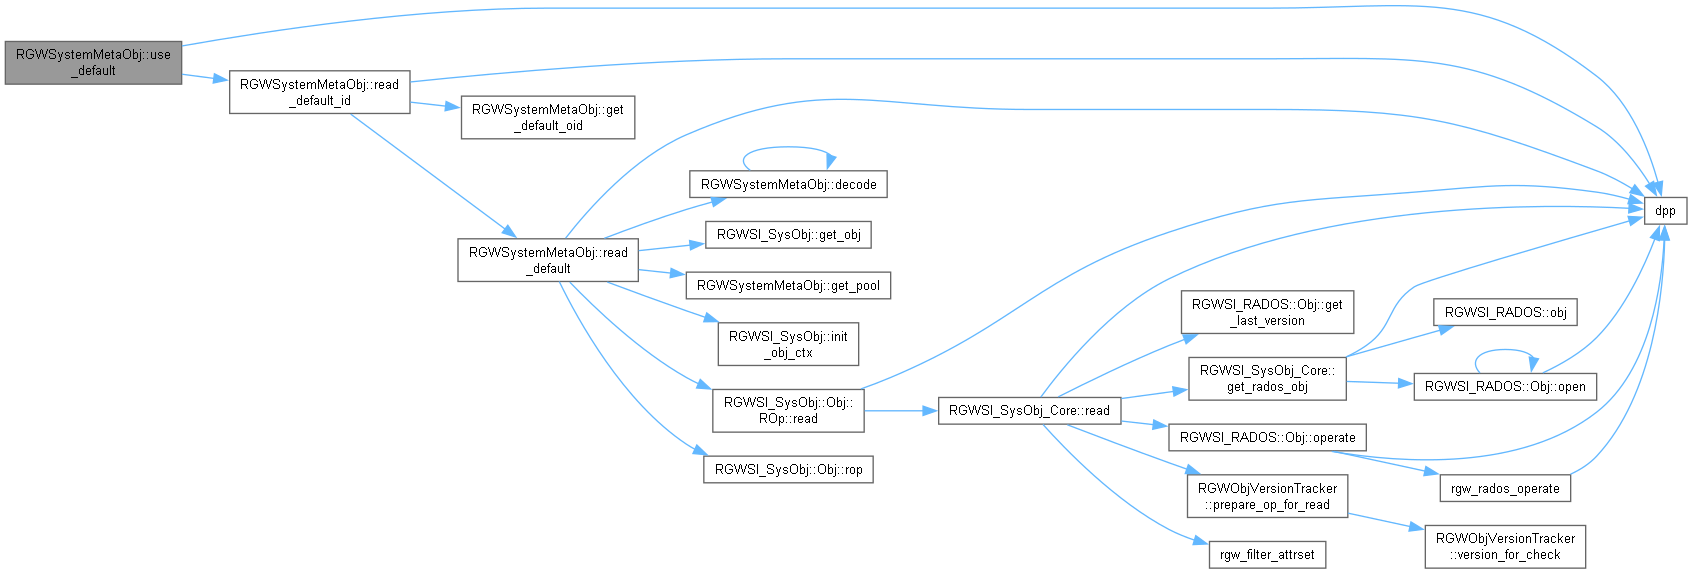 RGWSystemMetaObj::use
_default
RGWSystemMetaObj::read
_default_id
RGWSystemMetaObj::get
_default_oid
RGWSystemMetaObj::read
_default
RGWSystemMetaObj::decode
RGWSI_SysObj::get_obj
RGWSystemMetaObj::get_pool
RGWSI_SysObj::init
_obj_ctx
RGWSI_SysObj::Obj::
ROp::read
RGWSI_SysObj::Obj::rop
RGWSI_SysObj_Core::read
RGWSI_RADOS::Obj::get
_last_version
RGWSI_SysObj_Core::
get_rados_obj
RGWSI_RADOS::Obj::operate
RGWObjVersionTracker
::prepare_op_for_read
rgw_filter_attrset
RGWSI_RADOS::obj
RGWSI_RADOS::Obj::open
rgw_rados_operate
RGWObjVersionTracker
::version_for_check
dpp